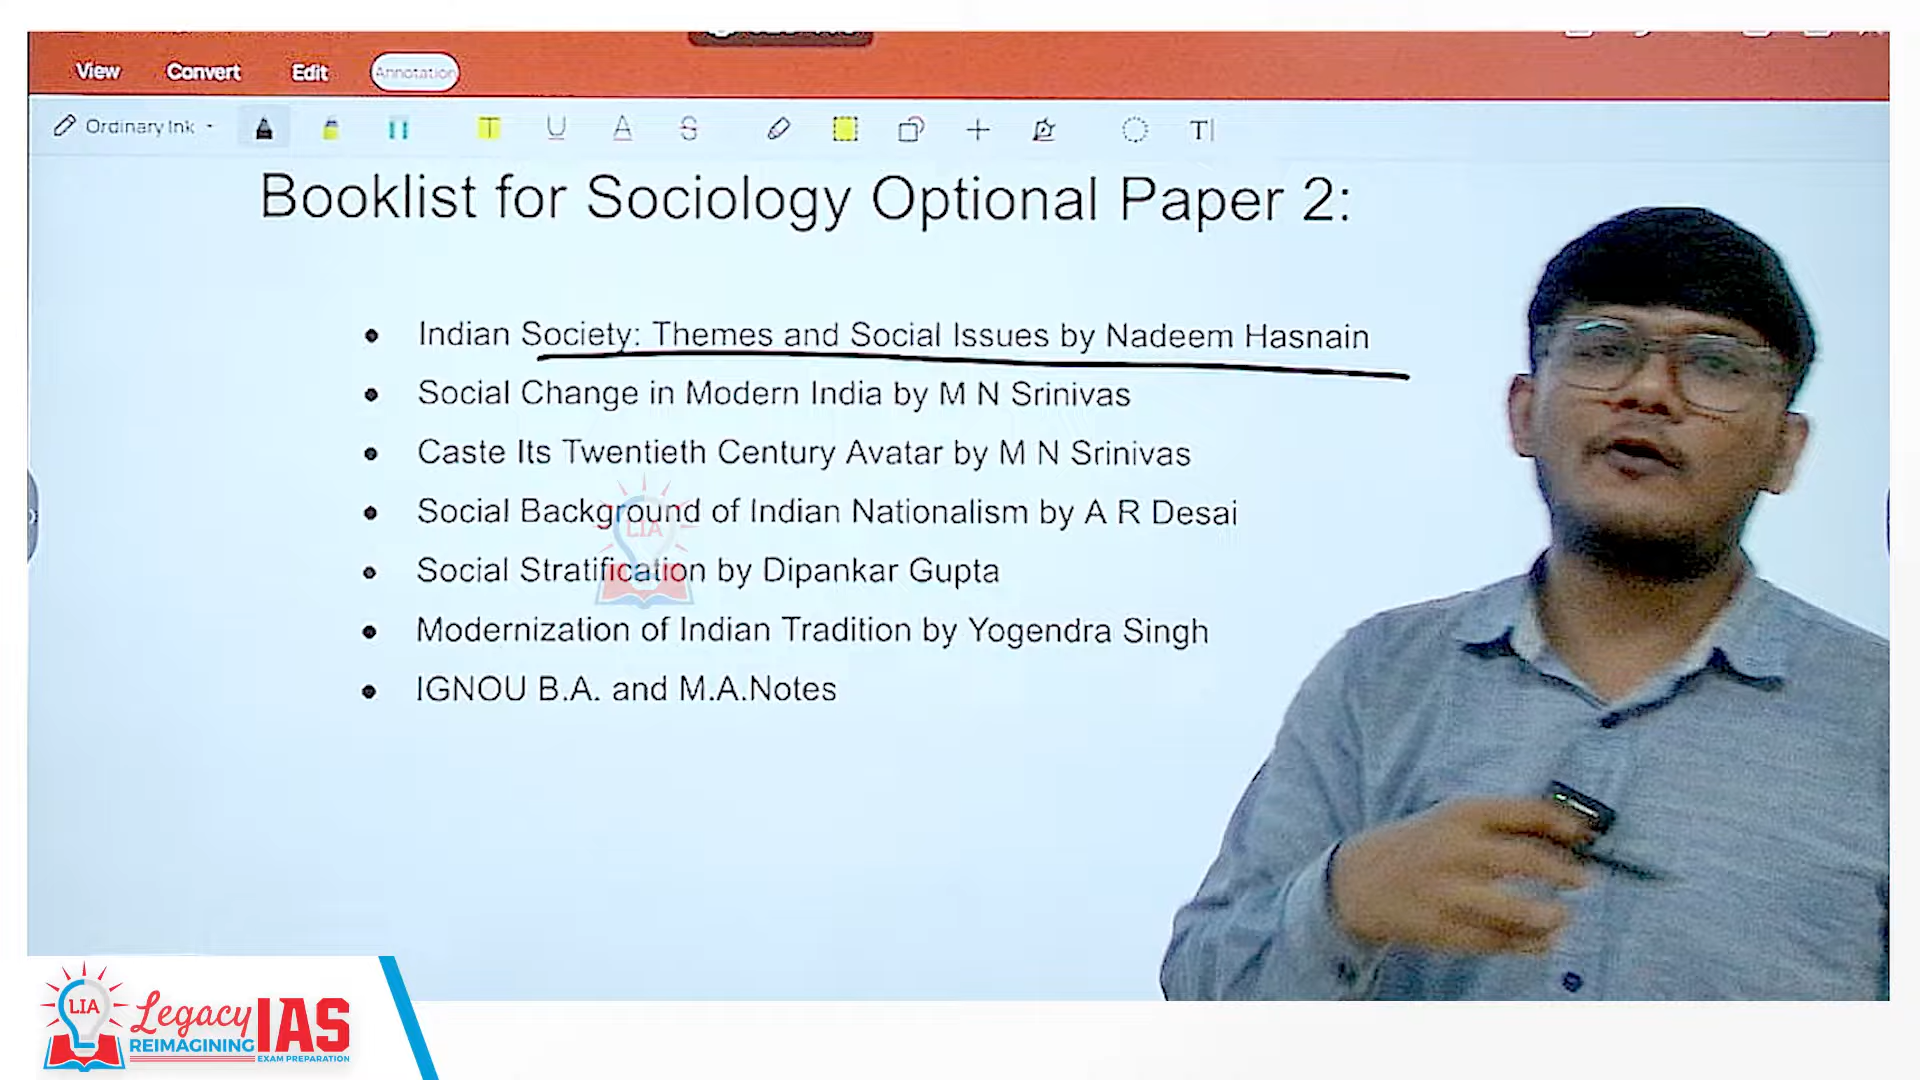 View Convert Edit Annotation
Ordinary Ink T U A S T
Booklist for Sociology Optional Paper 2:
• Indian Society: Themes and Social Issues by Nadeem Hasnain
• Social Change in Modern India by M N Srinivas
• Caste Its Twentieth Century Avatar by M N Srinivas
• Social Background of Indian Nationalism by A R Desai
LIA
• Social Stratification by Dipankar Gupta
• Modernization of Indian Tradition by Yogendra Singh
• IGNOU B.A. and M.A.Notes
LIA
Legacy IAS
REIMAGINING
EXAM PREPARATION